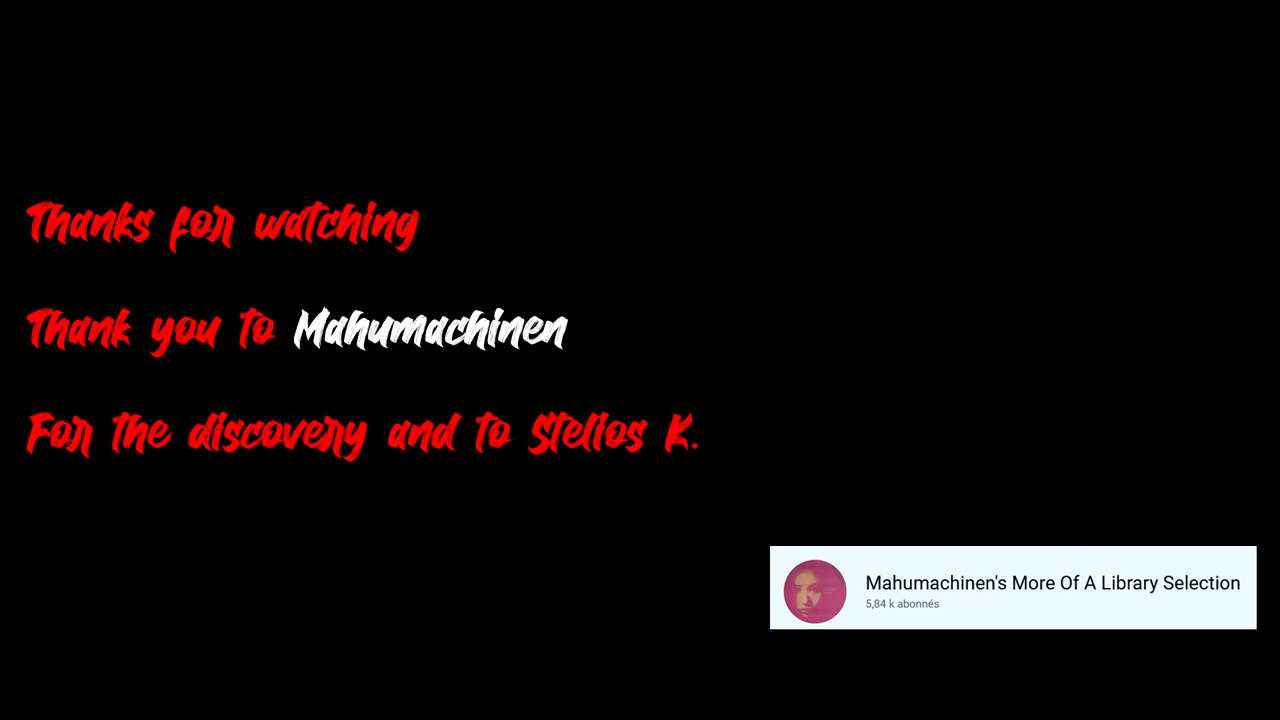 Thanks for watching
Thank you to Mahumachinen
For the discovery and to Stelios K.
Mahumachinen's More Of A Library Selection
5,84 k abonnés